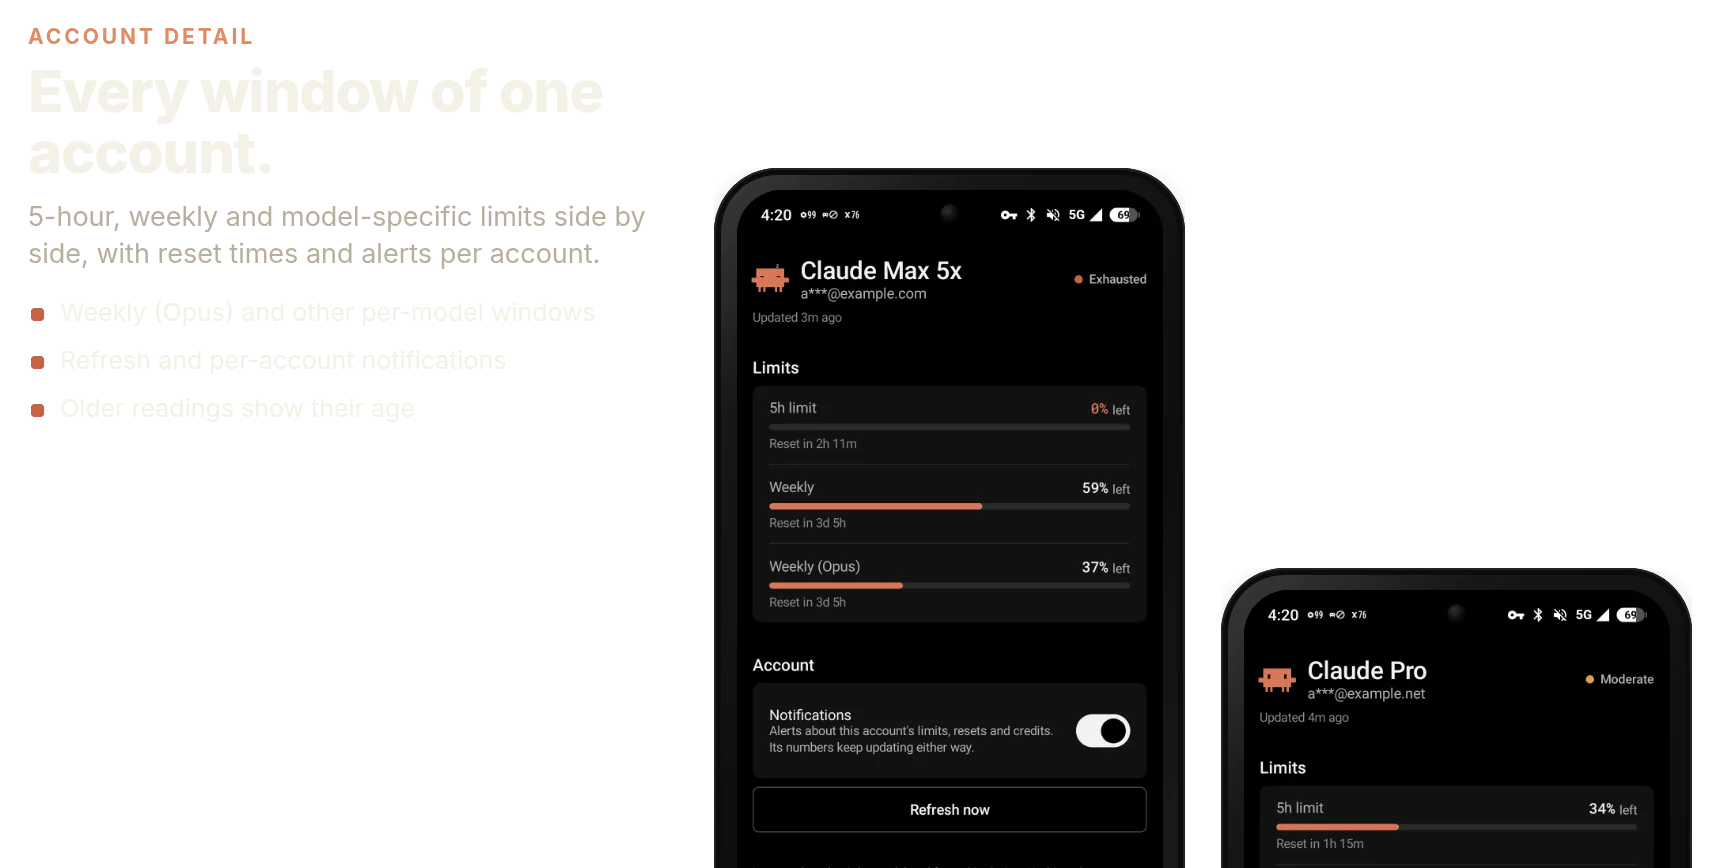 ACCOUNT DETAIL
Every window of one
account.
5-hour, weekly and model-specific limits side by
side, with reset times and alerts per account.
Weekly (Opus) and other per-model windows
Refresh and per-account notifications
Older readings show their age
4:20 99 x76 5G 69
Claude Max 5x
Exhausted
a***@example.com
Updated 3m ago
Limits
5h limit 0% left
Reset in 2h 11m
Weekly 59% left
Reset in 3d 5h
Weekly (Opus) 37% left
Reset in 3d 5h
Account
Notifications
Alerts about this account's limits, resets and credits.
Its numbers keep updating either way.
Refresh now
4:20 99 x76 5G 69
Claude Pro
Moderate
a***@example.net
Updated 4m ago
Limits
5h limit 34% left
Reset in 1h 15m